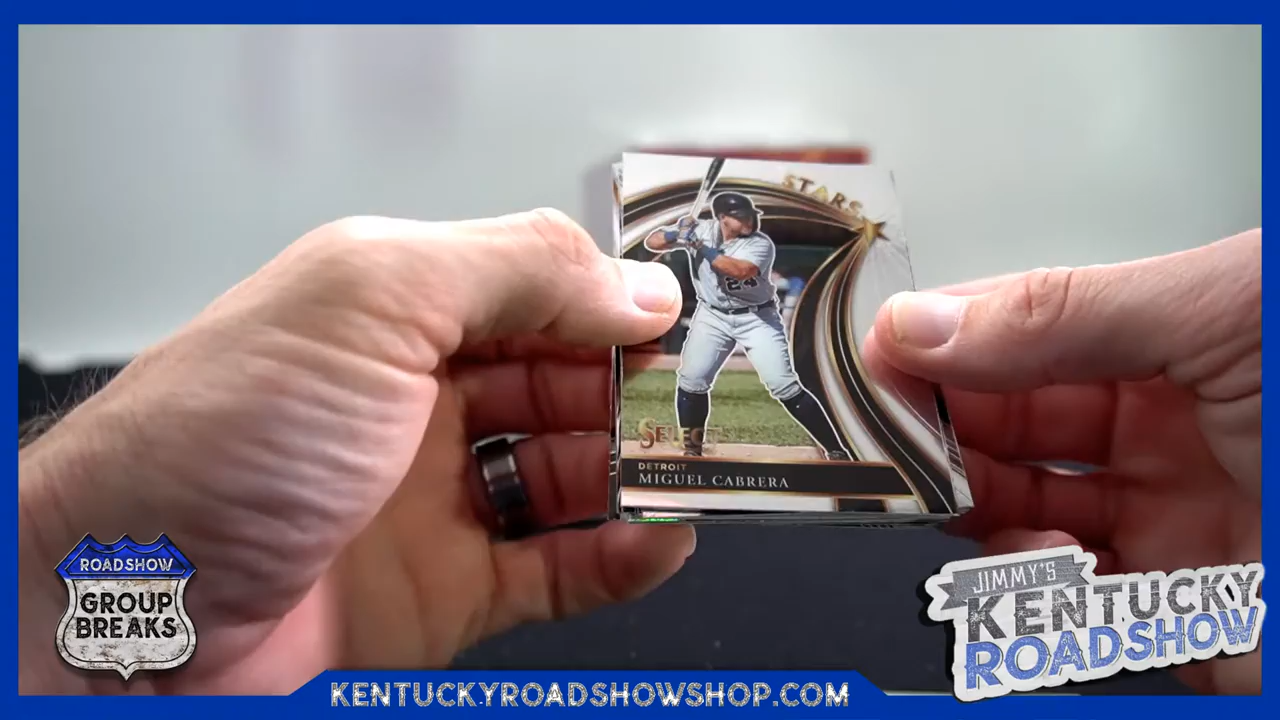 STARS
24
SELECT
DETROIT
MIGUEL CABRERA
ROADSHOW
GROUP
BREAKS
JIMMY'S
KENTUCKY
ROADSHOW
KENTUCKYROADSHOWSHOP.COM